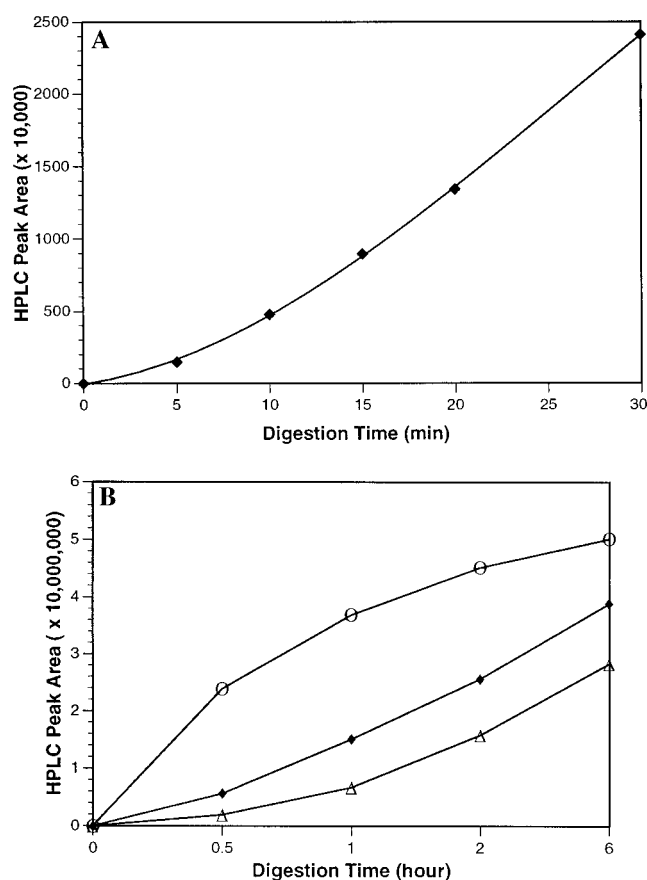 A
2500
2000
1500
1000
500
0
HPLC Peak Area (x 10,000)
0 5 10 15 20 25 30
Digestion Time (min)
B
6
5
4
3
2
1
0
HPLC Peak Area ( x 10,000,000)
0 0.5 1 2 6
Digestion Time (hour)